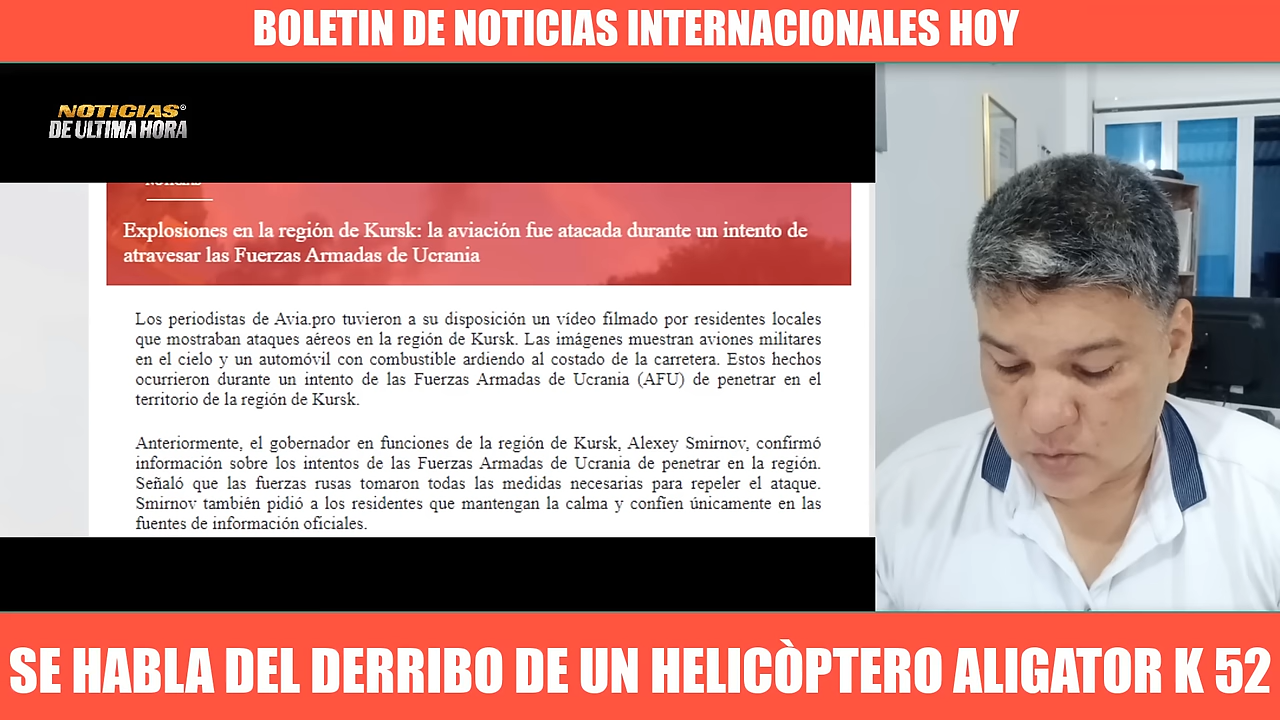 BOLETIN DE NOTICIAS INTERNACIONALES HOY
NOTICIAS®
DE ULTIMA HORA
NOTICIAS
Explosiones en la región de Kursk: la aviación fue atacada durante un intento de
atravesar las Fuerzas Armadas de Ucrania
Los periodistas de Avia.pro tuvieron a su disposición un vídeo filmado por residentes locales
que mostraban ataques aéreos en la región de Kursk. Las imágenes muestran aviones militares
en el cielo y un automóvil con combustible ardiendo al costado de la carretera. Estos hechos
ocurrieron durante un intento de las Fuerzas Armadas de Ucrania (AFU) de penetrar en el
territorio de la región de Kursk.
Anteriormente, el gobernador en funciones de la región de Kursk, Alexey Smirnov, confirmó
información sobre los intentos de las Fuerzas Armadas de Ucrania de penetrar en la región.
Señaló que las fuerzas rusas tomaron todas las medidas necesarias para repeler el ataque.
Smirnov también pidió a los residentes que mantengan la calma y confíen únicamente en las
fuentes de información oficiales.
SE HABLA DEL DERRIBO DE UN HELICÒPTERO ALIGATOR K 52